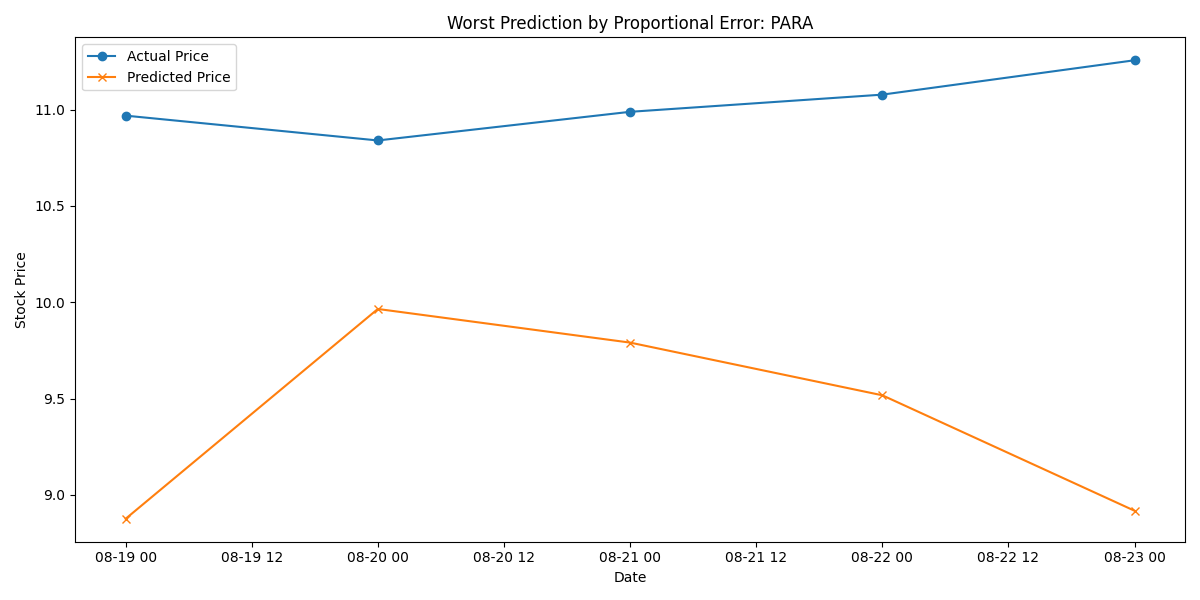 Worst Prediction by Proportional Error: PARA
Actual Price
Predicted Price
Stock Price
11.0
10.5
10.0
9.5
9.0
08-19 00
08-19 12
08-20 00
08-20 12
08-21 00
08-21 12
08-22 00
08-22 12
08-23 00
Date